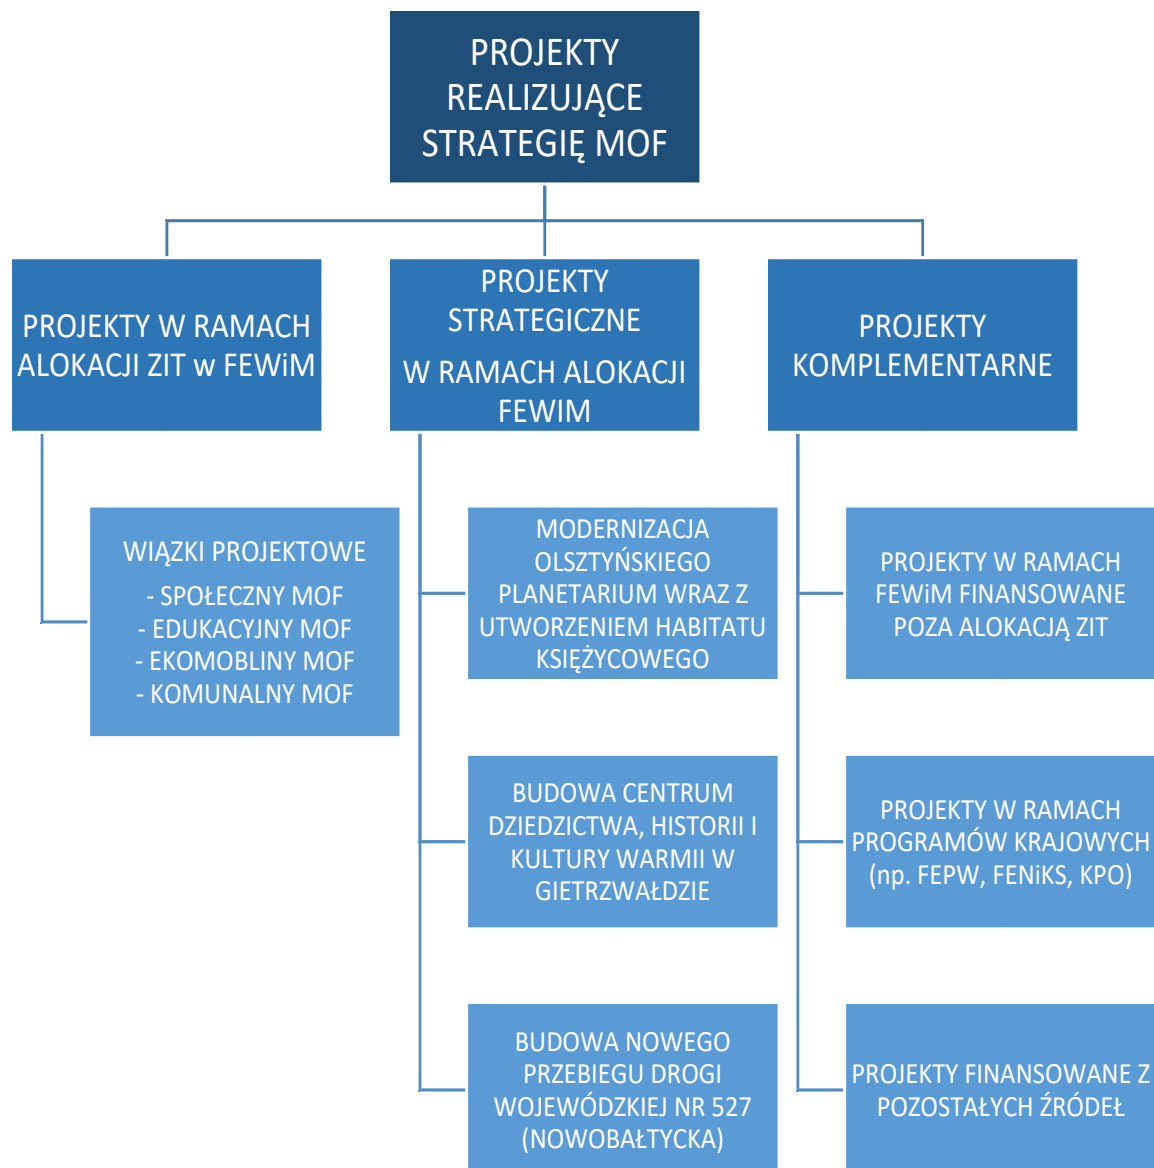 PROJEKTY
REALIZUJĄCE
STRATEGIĘ MOF
PROJEKTY W RAMACH
ALOKACJI ZIT w FEWiM
WIĄZKI PROJEKTOWE
- SPOŁECZNY MOF
- EDUKACYJNY MOF
- EKOMOBLINY MOF
- KOMUNALNY MOF
PROJEKTY
STRATEGICZNE
W RAMACH ALOKACJI
FEWIM
MODERNIZACJA
OLSZTYŃSKIEGO
PLANETARIUM WRAZ Z
UTWORZENIEM HABITATU
KSIĘŻYCOWEGO
BUDOWA CENTRUM
DZIEDZICTWA, HISTORII I
KULTURY WARMII W
GIETRZWAŁDZIE
BUDOWA NOWEGO
PRZEBIEGU DROGI
WOJEWÓDZKIEJ NR 527
(NOWOBAŁTYCKA)
PROJEKTY
KOMPLEMENTARNE
PROJEKTY W RAMACH
FEWiM FINANSOWANE
POZA ALOKACJĄ ZIT
PROJEKTY W RAMACH
PROGRAMÓW KRAJOWYCH
(np. FEPW, FENiKS, KPO)
PROJEKTY FINANSOWANE Z
POZOSTAŁYCH ŹRÓDEŁ